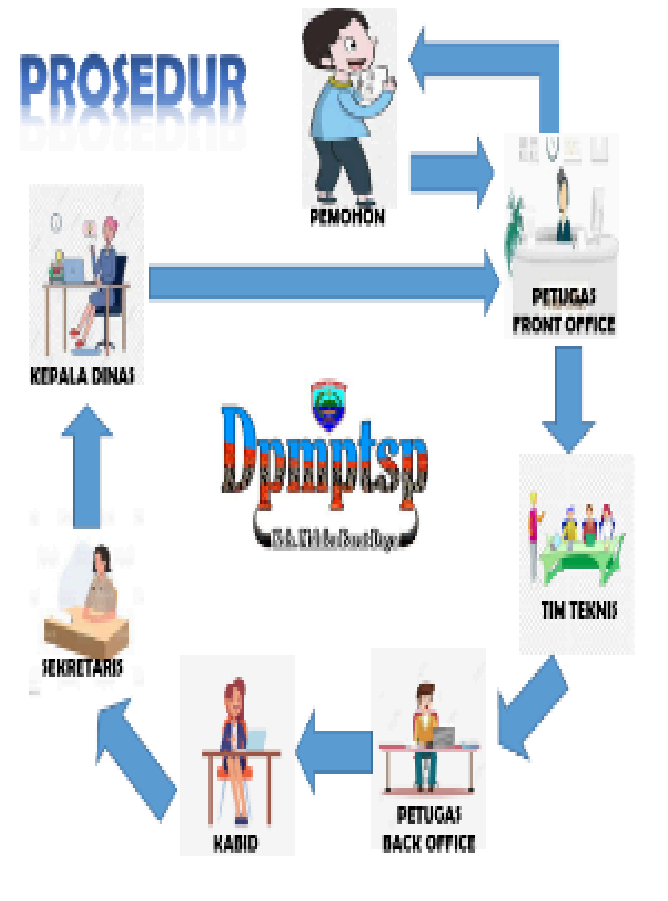 PROSEDUR
PEMOHON
PETUGAS
FRONT OFFICE
KEPALA DINAS
Dpmptsp
TIM TEKNIS
SEKRETARIS
PETUGAS
BACK OFFICE
KABID